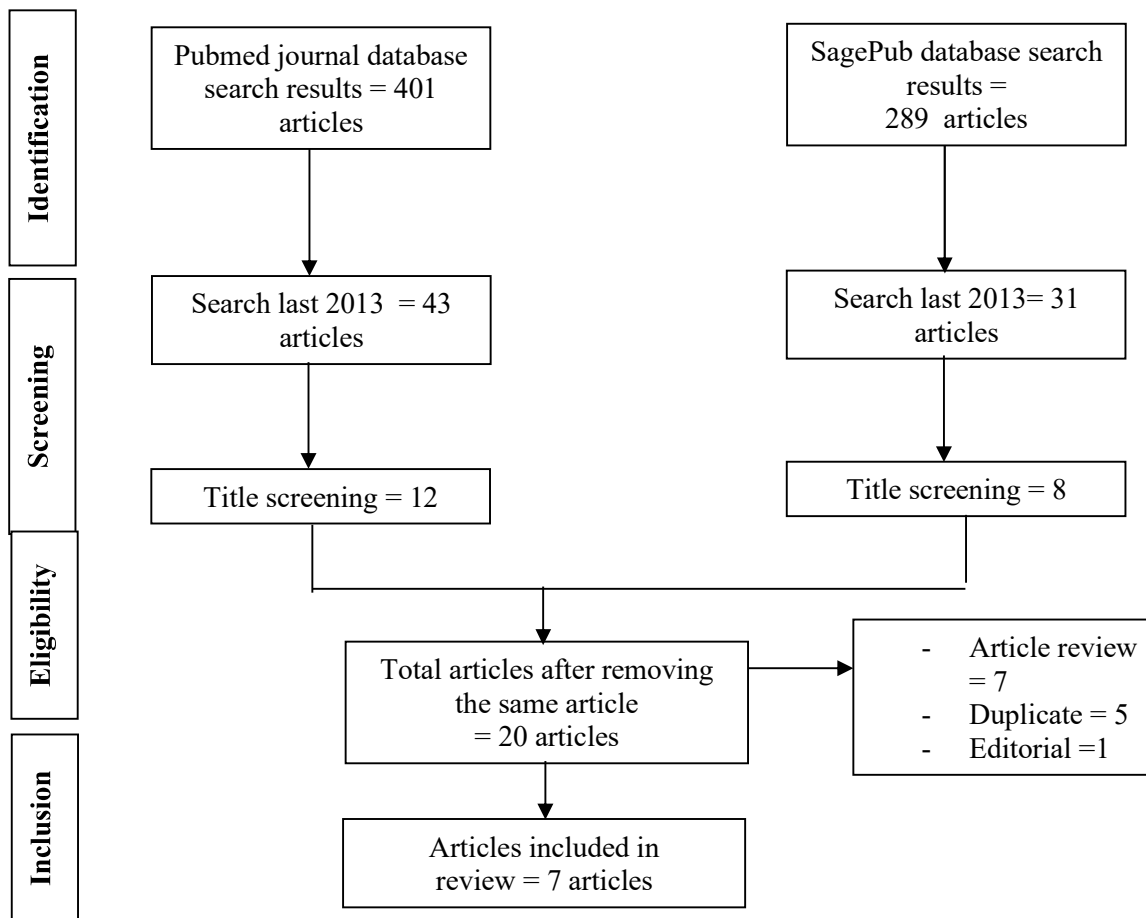 Identification
Pubmed journal database
search results = 401
articles
SagePub database search
results =
289 articles
Screening
Search last 2013 = 43
articles
Search last 2013= 31
articles
Title screening = 12
Title screening = 8
Eligibility
Total articles after removing
the same article
= 20 articles
- Article review
= 7
- Duplicate = 5
- Editorial =1
Inclusion
Articles included in
review = 7 articles